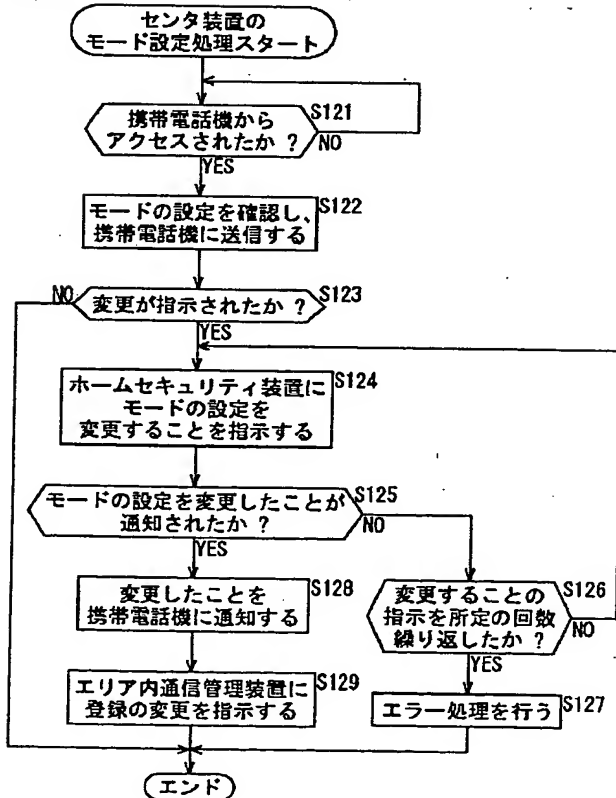 センタ装置の
モード設定処理スタート
S121
携帯電話機から
アクセスされたか ?
NO
YES
S122
モードの設定を確認し、
携帯電話機に送信する
S123
NO
変更が指示されたか ?
YES
S124
ホームセキュリティ装置に
モードの設定を
変更することを指示する
S125
モードの設定を変更したことが
通知されたか ?
NO
YES
S128
変更したことを
携帯電話機に通知する
S126
変更することの
指示を所定の回数
繰り返したか ?
NO
YES
S129
エリア内通信管理装置に
登録の変更を指示する
S127
エラー処理を行う
エンド